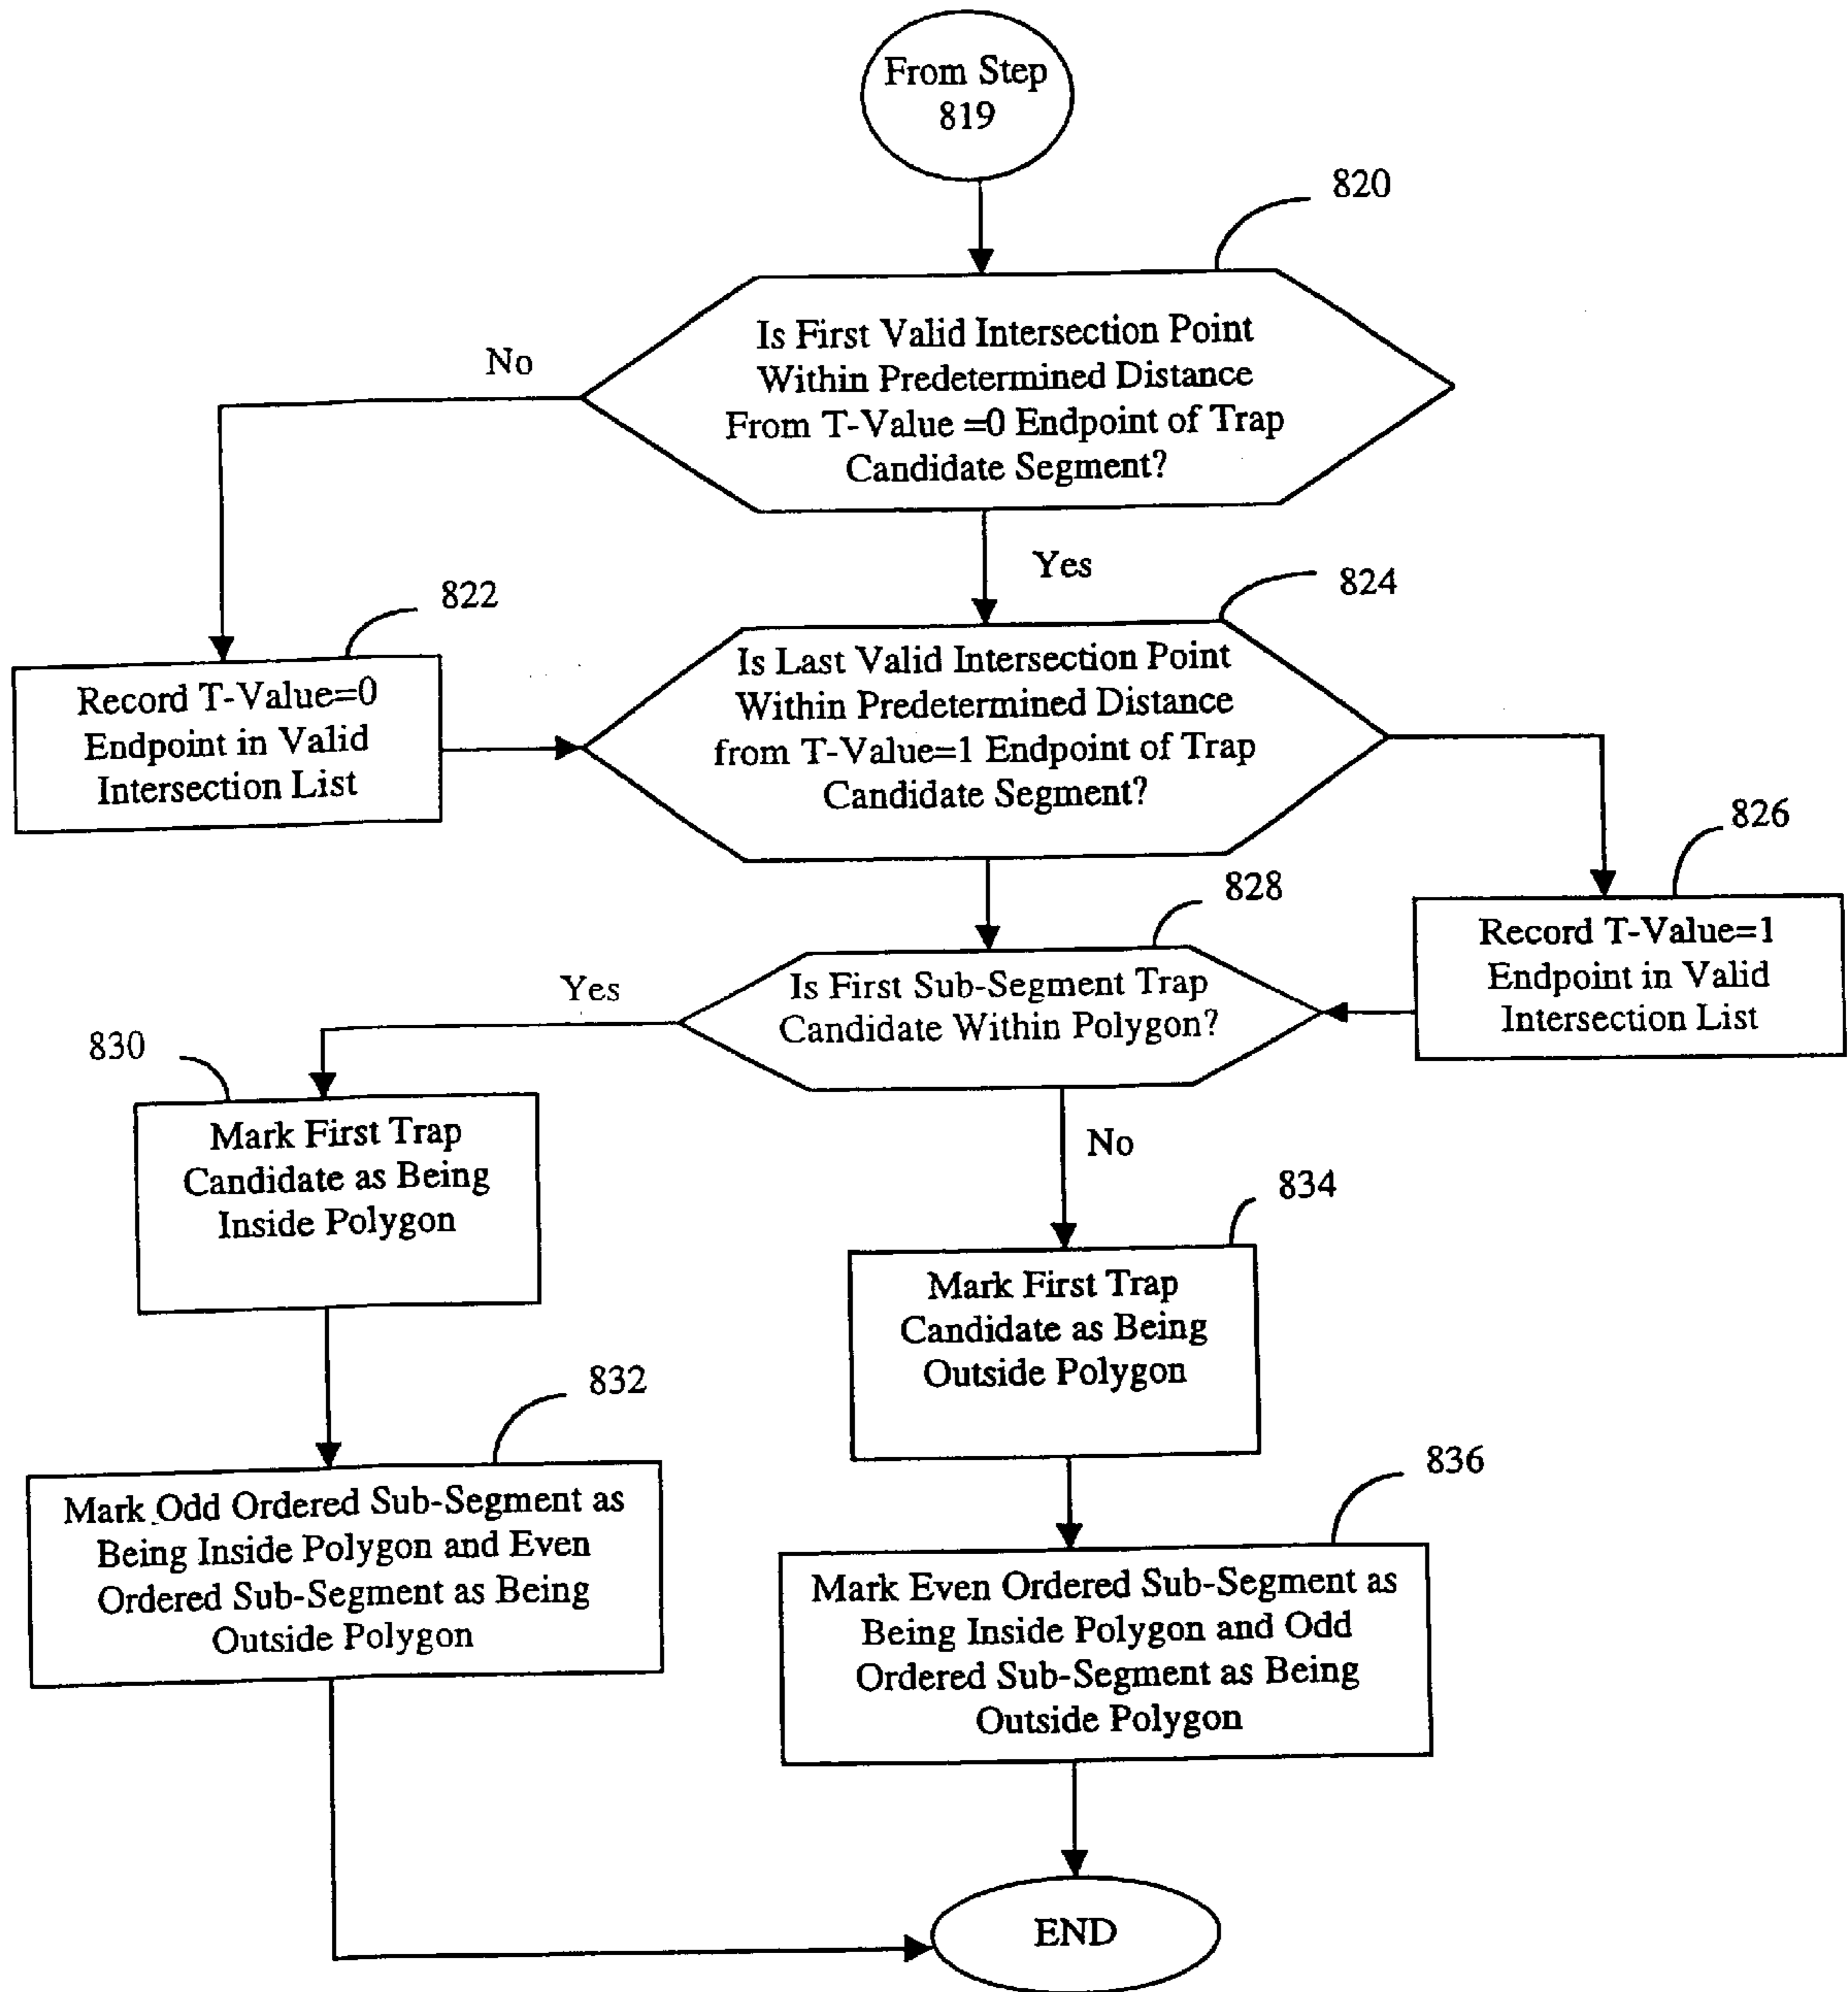 From Step
819
820
Is First Valid Intersection Point
Within Predetermined Distance
From T-Value =0 Endpoint of Trap
Candidate Segment?
No
Yes
822
Record T-Value=0
Endpoint in Valid
Intersection List
824
Is Last Valid Intersection Point
Within Predetermined Distance
from T-Value=1 Endpoint of Trap
Candidate Segment?
826
Record T-Value=1
Endpoint in Valid
Intersection List
828
Is First Sub-Segment Trap
Candidate Within Polygon?
Yes
No
830
Mark First Trap
Candidate as Being
Inside Polygon
834
Mark First Trap
Candidate as Being
Outside Polygon
832
Mark Odd Ordered Sub-Segment as
Being Inside Polygon and Even
Ordered Sub-Segment as Being
Outside Polygon
836
Mark Even Ordered Sub-Segment as
Being Inside Polygon and Odd
Ordered Sub-Segment as Being
Outside Polygon
END